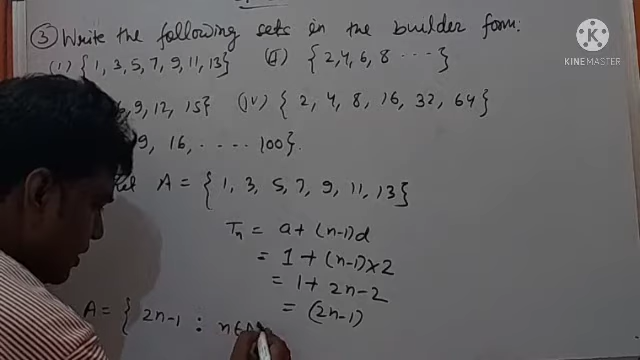 ③ Write the following sets in the builder form:
(i) {1, 3, 5, 7, 9, 11, 13} (ii) {2, 4, 6, 8 ....}
9, 12, 15} (iv) {2, 4, 8, 16, 32, 64}
9, 16, ..... 100}.
Let A = {1, 3, 5, 7, 9, 11, 13}
Tn = a + (n-1)d
= 1 + (n-1)×2
= 1 + 2n-2
= (2n-1)
A = { 2n-1 : n∈
KINEMASTER